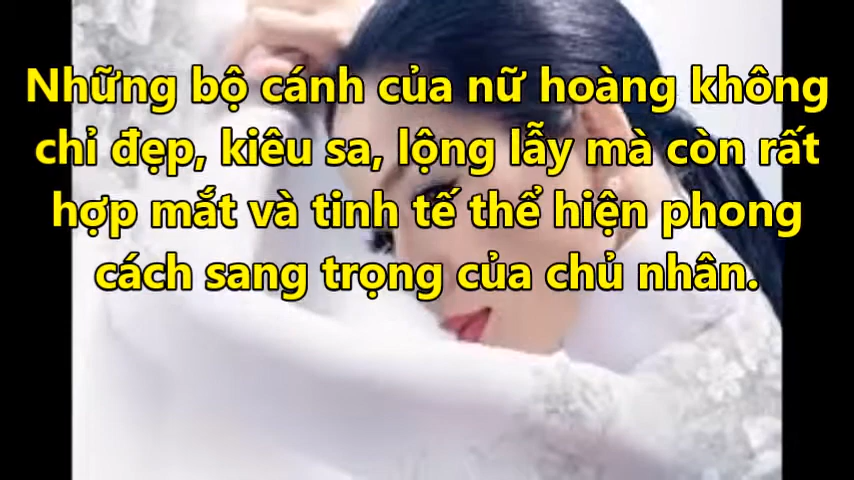 Những bộ cánh của nữ hoàng không
chỉ đẹp, kiêu sa, lộng lẫy mà còn rất
hợp mắt và tinh tế thể hiện phong
cách sang trọng của chủ nhân.